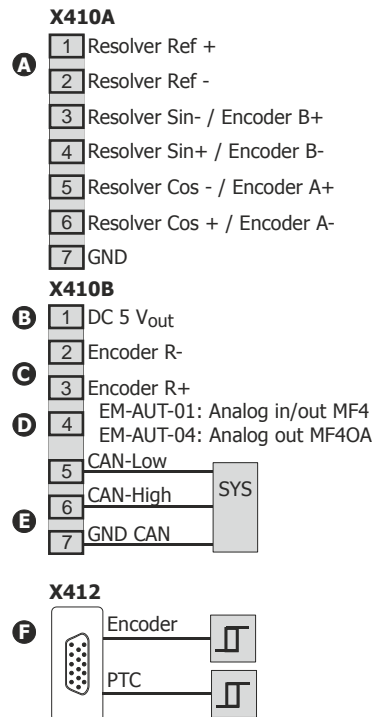 X410A
A
1 Resolver Ref +
2 Resolver Ref -
3 Resolver Sin- / Encoder B+
4 Resolver Sin+ / Encoder B-
5 Resolver Cos - / Encoder A+
6 Resolver Cos + / Encoder A-
7 GND
X410B
B 1 DC 5 Vout
2 Encoder R-
C
3 Encoder R+
D 4 EM-AUT-01: Analog in/out MF4
EM-AUT-04: Analog out MF4OA
5 CAN-Low
SYS
6 CAN-High
E
7 GND CAN
X412
F Encoder
PTC